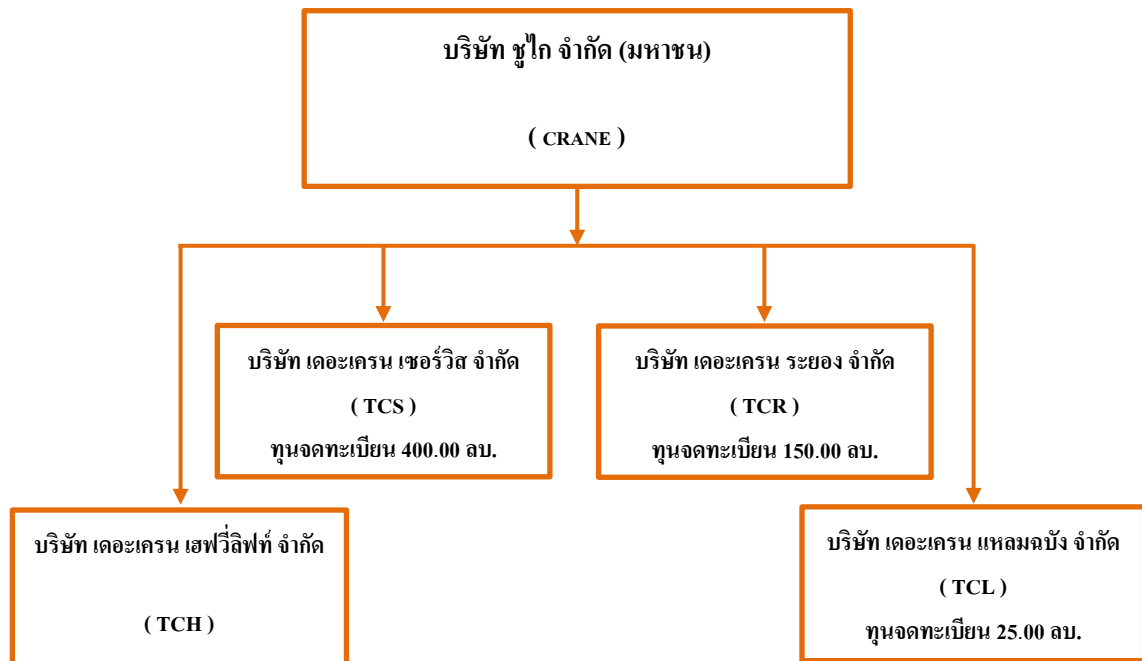 บริษัท ชูไก จำกัด (มหาชน)
( CRANE )
บริษัท เดอะเครน เซอร์วิส จำกัด
( TCS )
ทุนจดทะเบียน 400.00 ลบ.
บริษัท เดอะเครน ระยอง จำกัด
( TCR )
ทุนจดทะเบียน 150.00 ลบ.
บริษัท เดอะเครน เฮฟวี่ลิฟท์ จำกัด
( TCH )
บริษัท เดอะเครน แหลมฉบัง จำกัด
( TCL )
ทุนจดทะเบียน 25.00 ลบ.